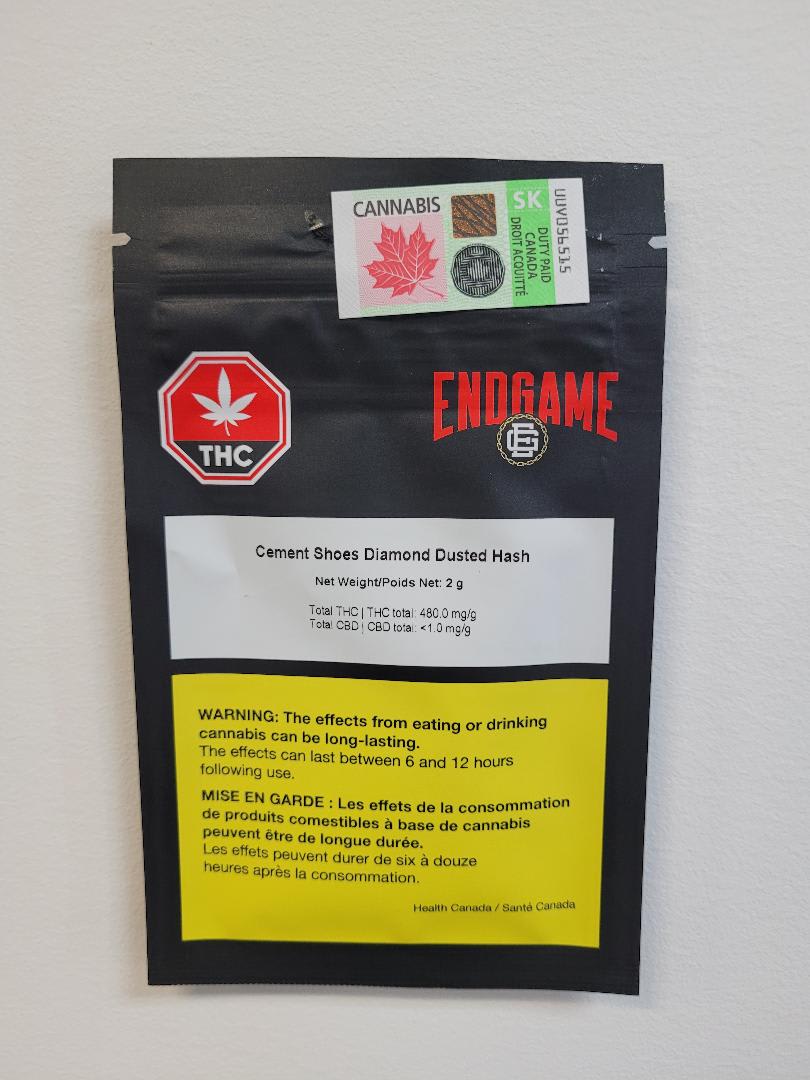 CANNABIS
SK
DUTY PAID
CANADA
DROIT ACQUITTÉ
UUV056515
THC
ENDGAME
EG
Cement Shoes Diamond Dusted Hash
Net Weight/Poids Net: 2 g
Total THC | THC total: 480.0 mg/g
Total CBD | CBD total: <1.0 mg/g
WARNING: The effects from eating or drinking
cannabis can be long-lasting.
The effects can last between 6 and 12 hours
following use.
MISE EN GARDE : Les effets de la consommation
de produits comestibles à base de cannabis
peuvent être de longue durée.
Les effets peuvent durer de six à douze
heures après la consommation.
Health Canada / Santé Canada